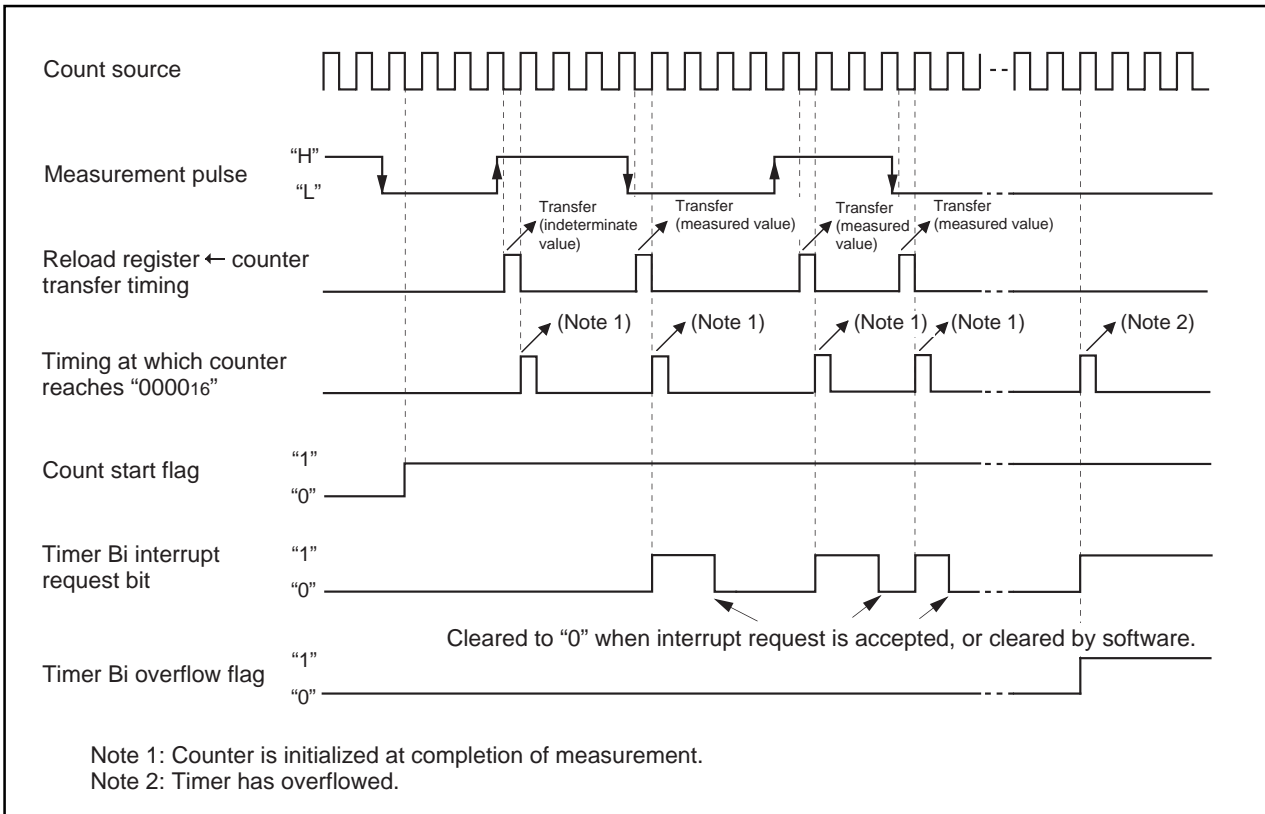 Count source
Measurement pulse
“H”
“L”
Transfer
(indeterminate
value)
Transfer
(measured value)
Transfer
(measured
value)
Transfer
(measured value)
Reload register ← counter
transfer timing
(Note 1)
(Note 1)
(Note 1)
(Note 1)
(Note 2)
Timing at which counter
reaches “000016”
Count start flag
“1”
“0”
Timer Bi interrupt
request bit
“1”
“0”
Cleared to “0” when interrupt request is accepted, or cleared by software.
Timer Bi overflow flag
“1”
“0”
Note 1: Counter is initialized at completion of measurement.
Note 2: Timer has overflowed.